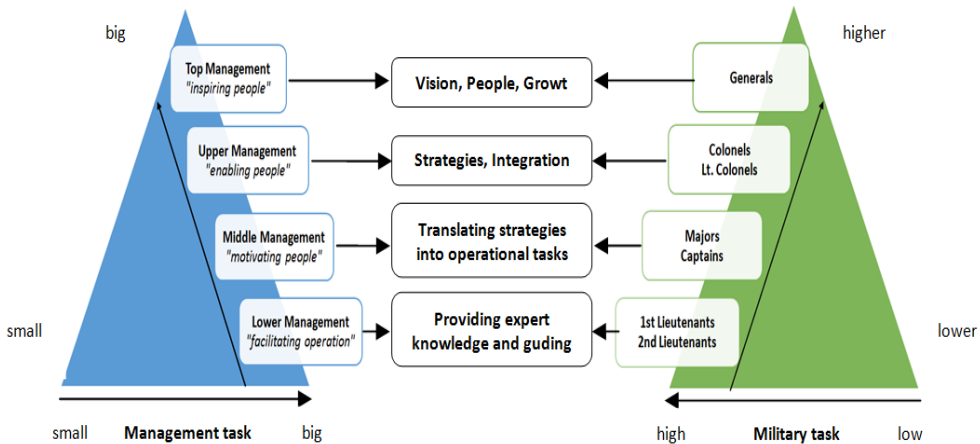 big
higher
Top Management
"inspiring people"
Vision, People, Growt
Generals
Upper Management
"enabling people"
Strategies, Integration
Colonels
Lt. Colonels
Middle Management
"motivating people"
Translating strategies
into operational tasks
Majors
Captains
small
Lower Management
"facilitating operation"
Providing expert
knowledge and guding
1st Lieutenants
2nd Lieutenants
lower
small
Management task
big
high
Military task
low